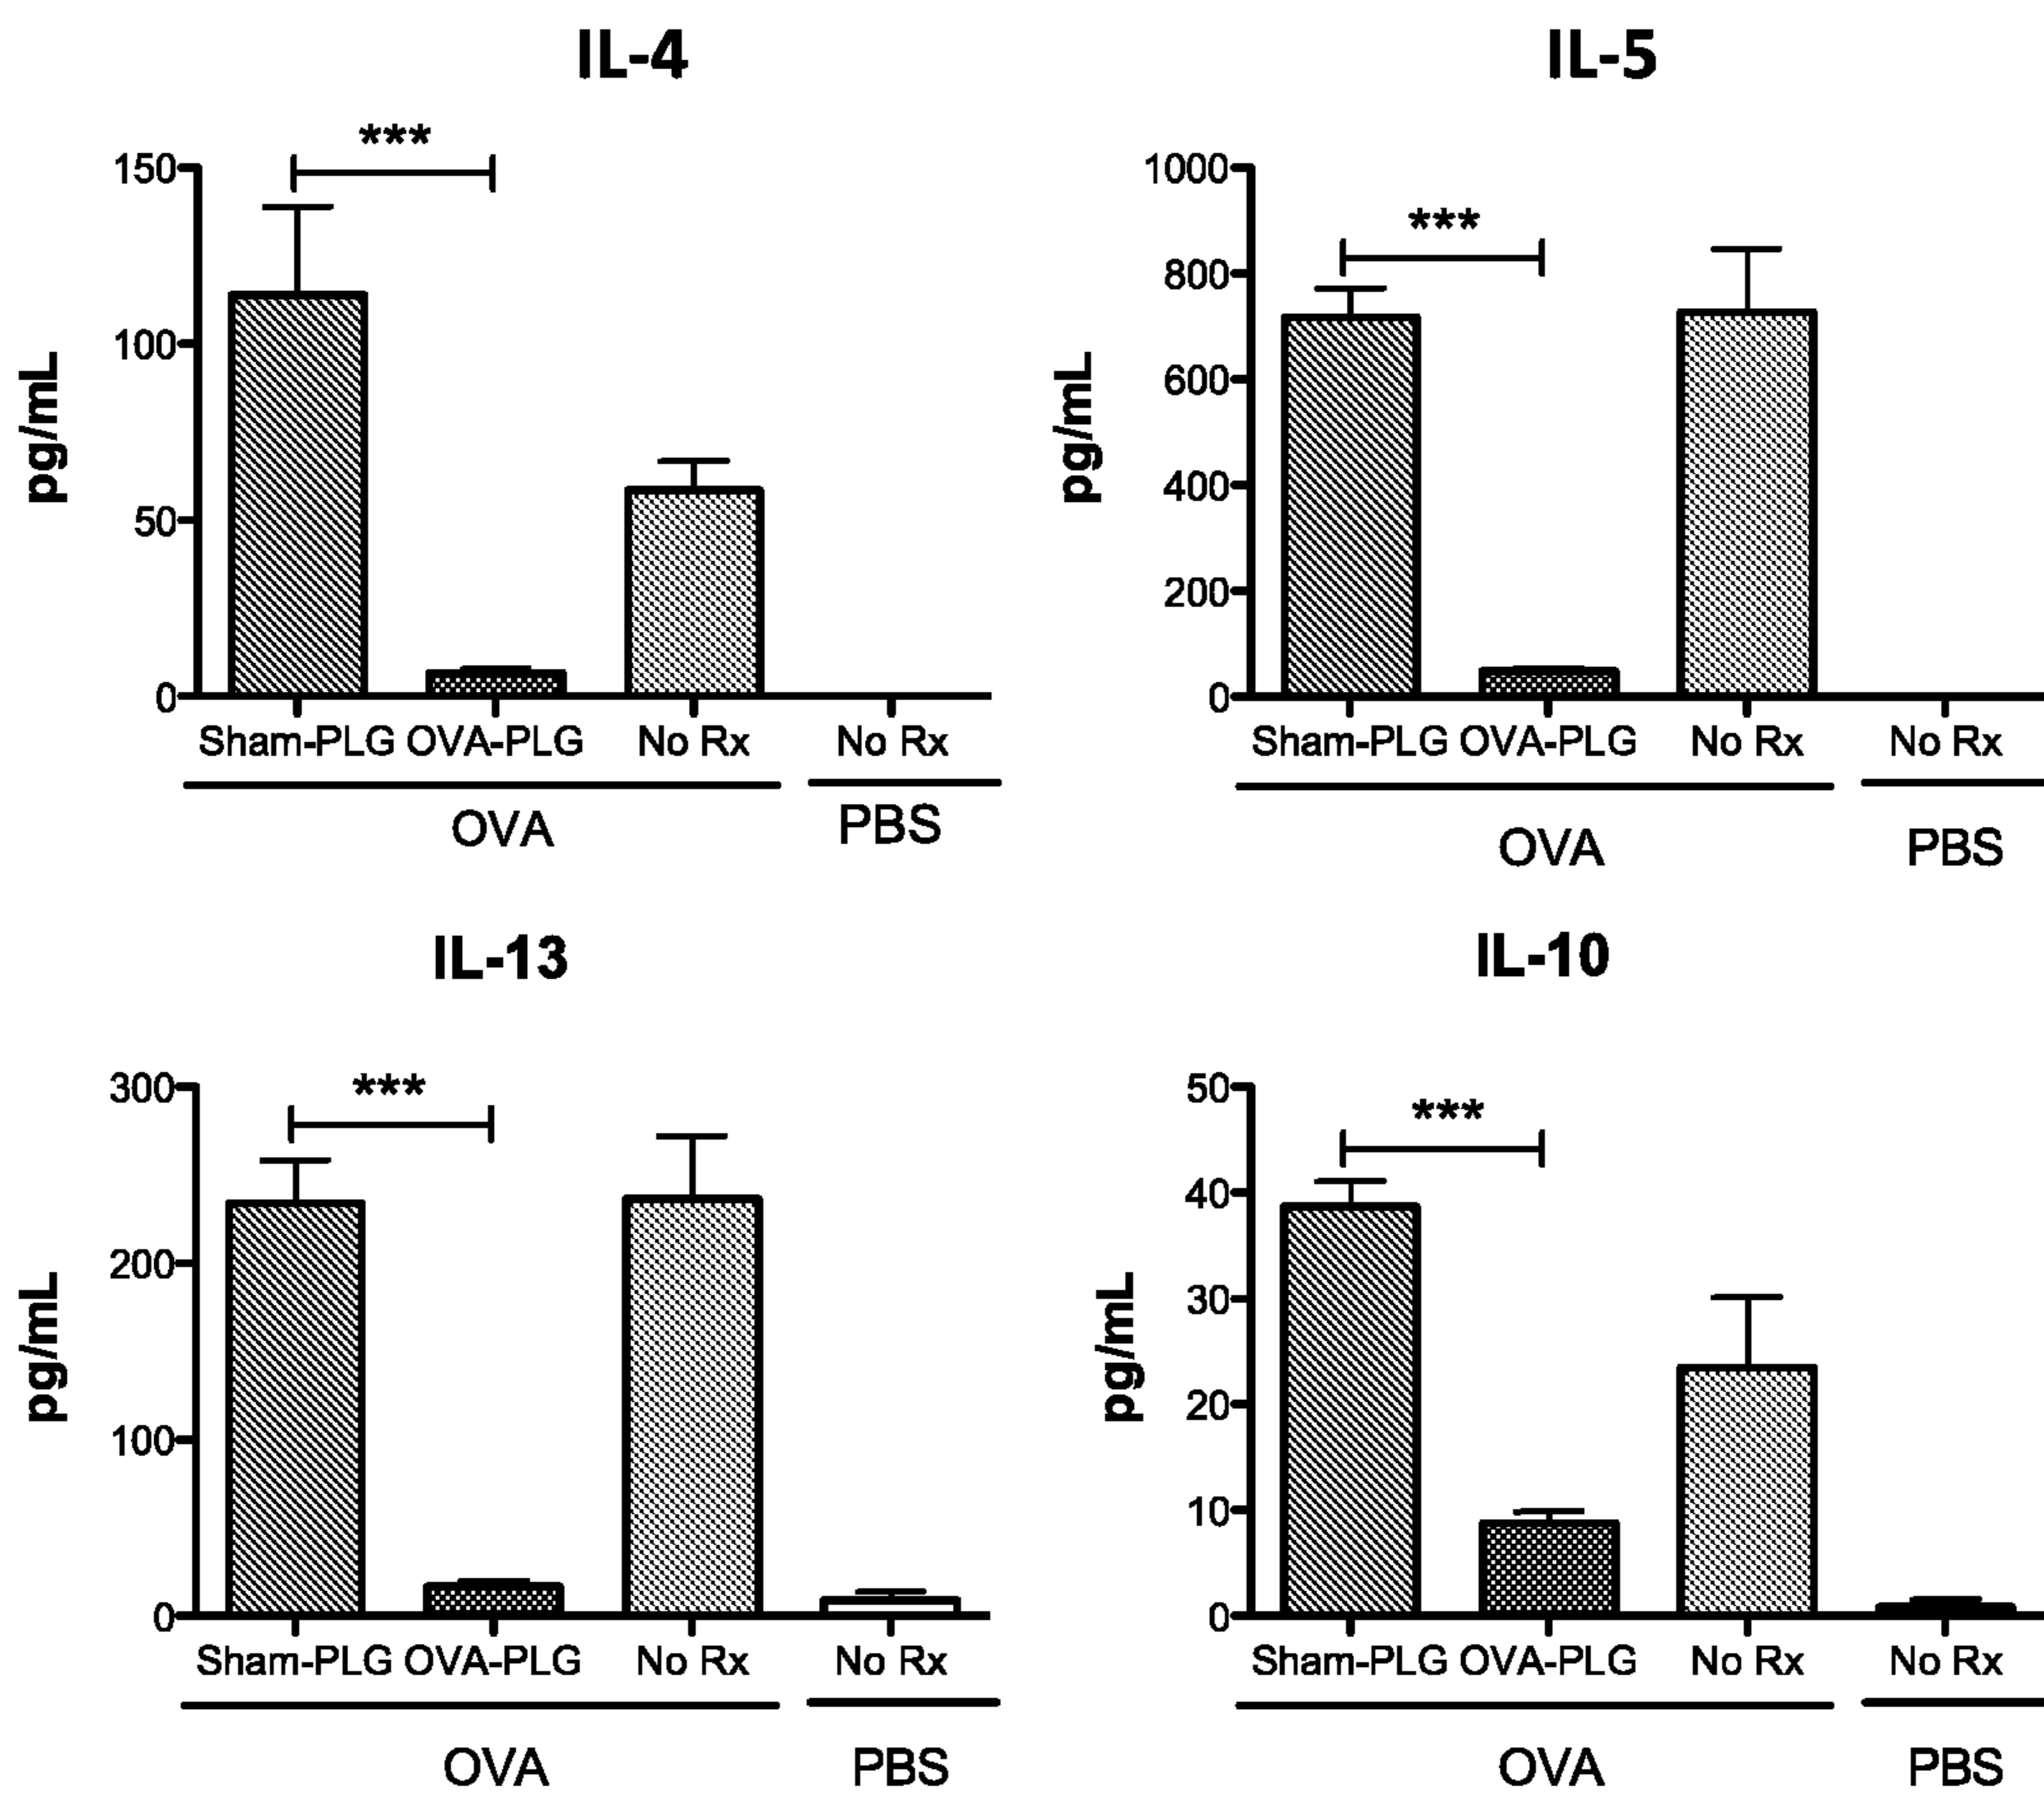 IL-4
***
150
100
50
0
pg/mL
Sham-PLG OVA-PLG No Rx No Rx
OVA PBS
IL-5
***
1000
800
600
400
200
0
pg/mL
Sham-PLG OVA-PLG No Rx No Rx
OVA PBS
IL-13
***
300
200
100
0
pg/mL
Sham-PLG OVA-PLG No Rx No Rx
OVA PBS
IL-10
***
50
40
30
20
10
0
pg/mL
Sham-PLG OVA-PLG No Rx No Rx
OVA PBS